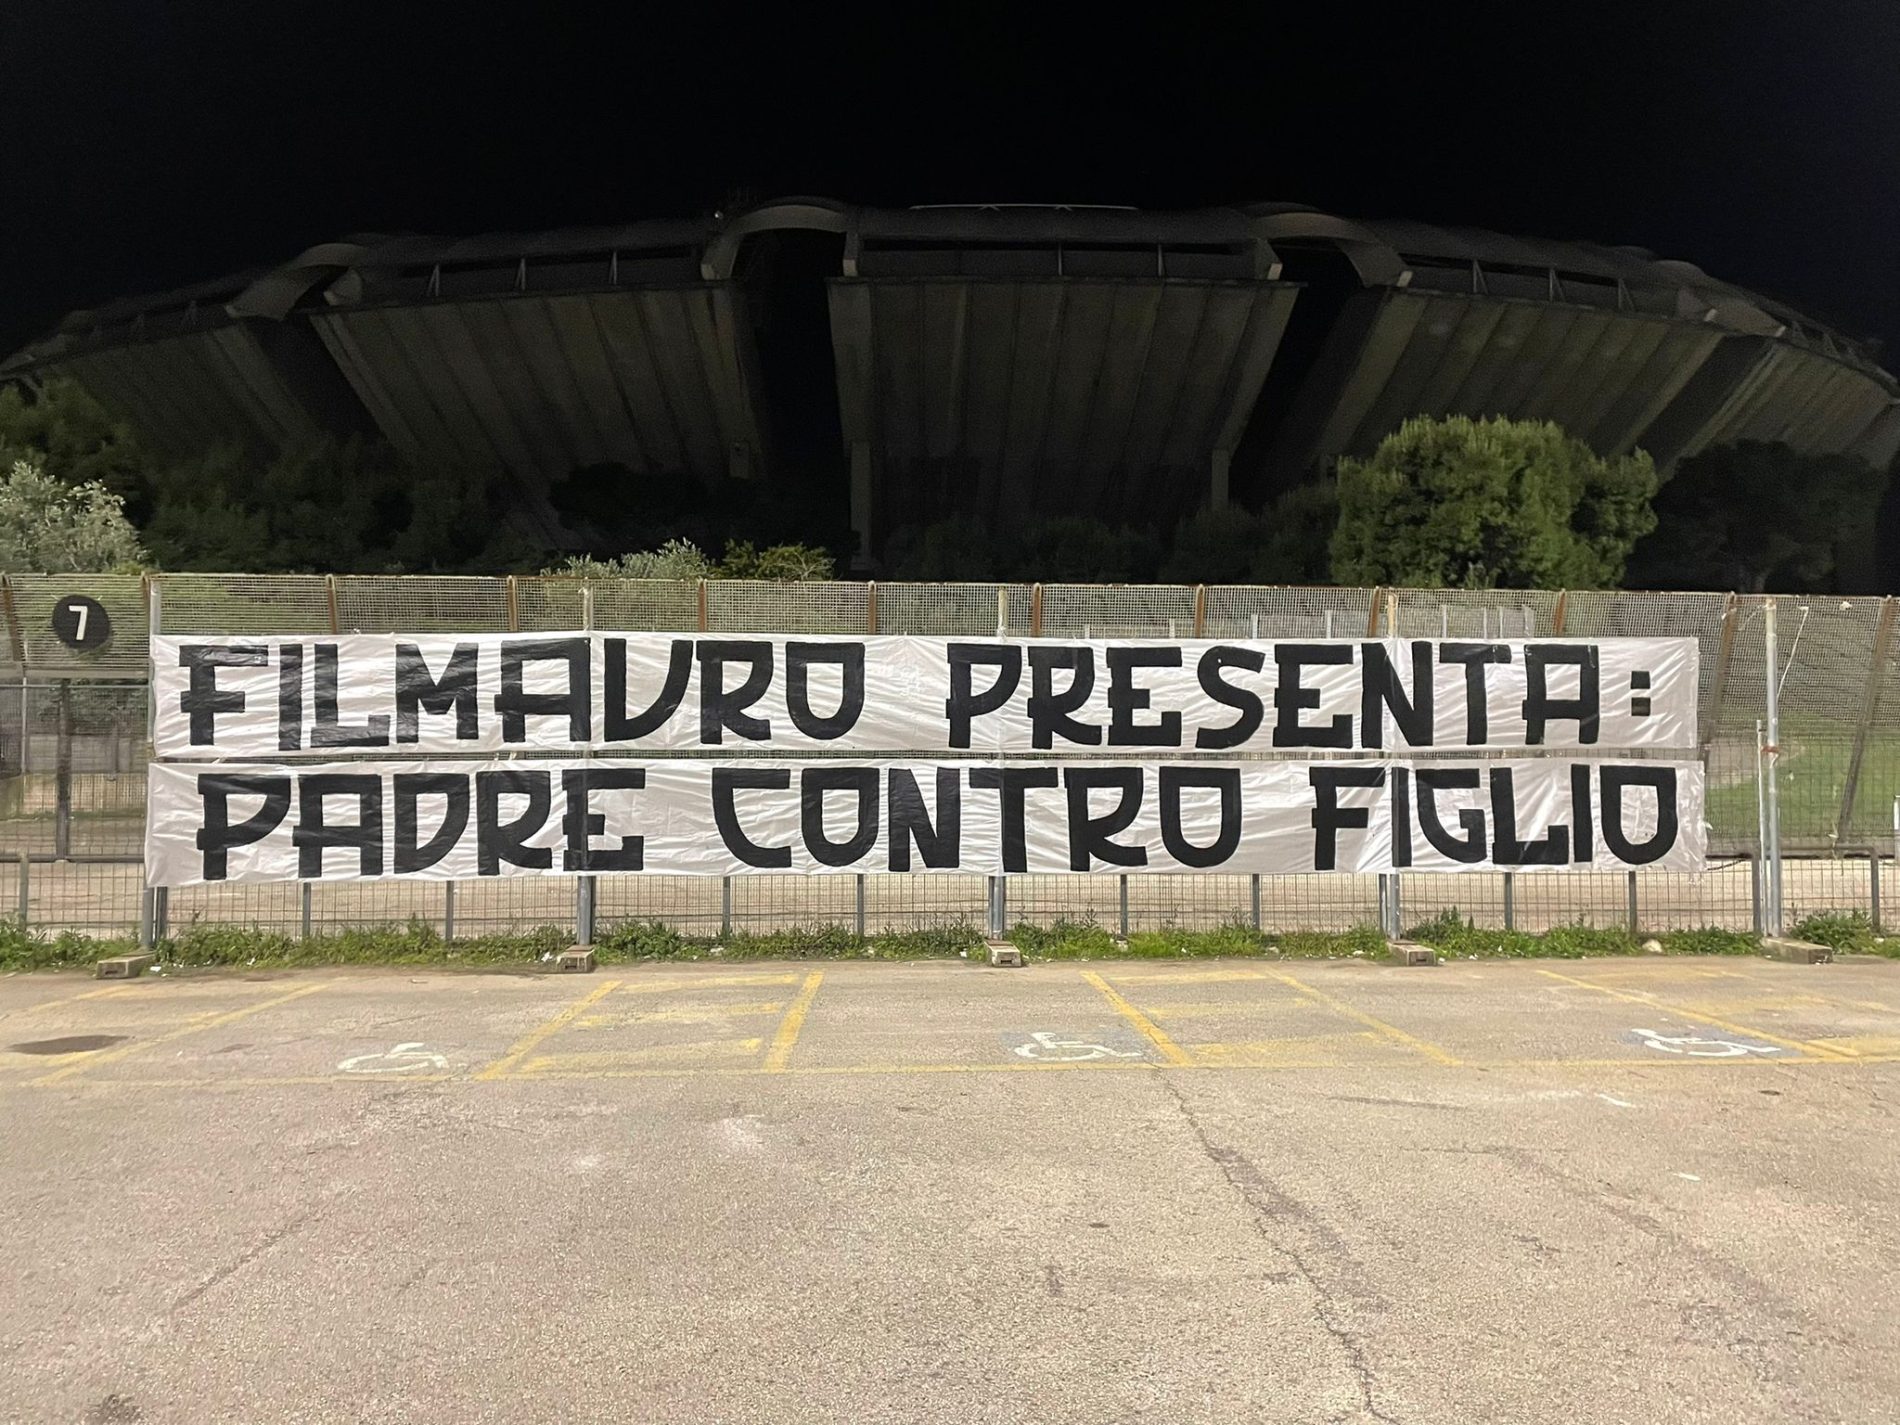 7
FILMAURO PRESENTA:
PADRE CONTRO FIGLIO